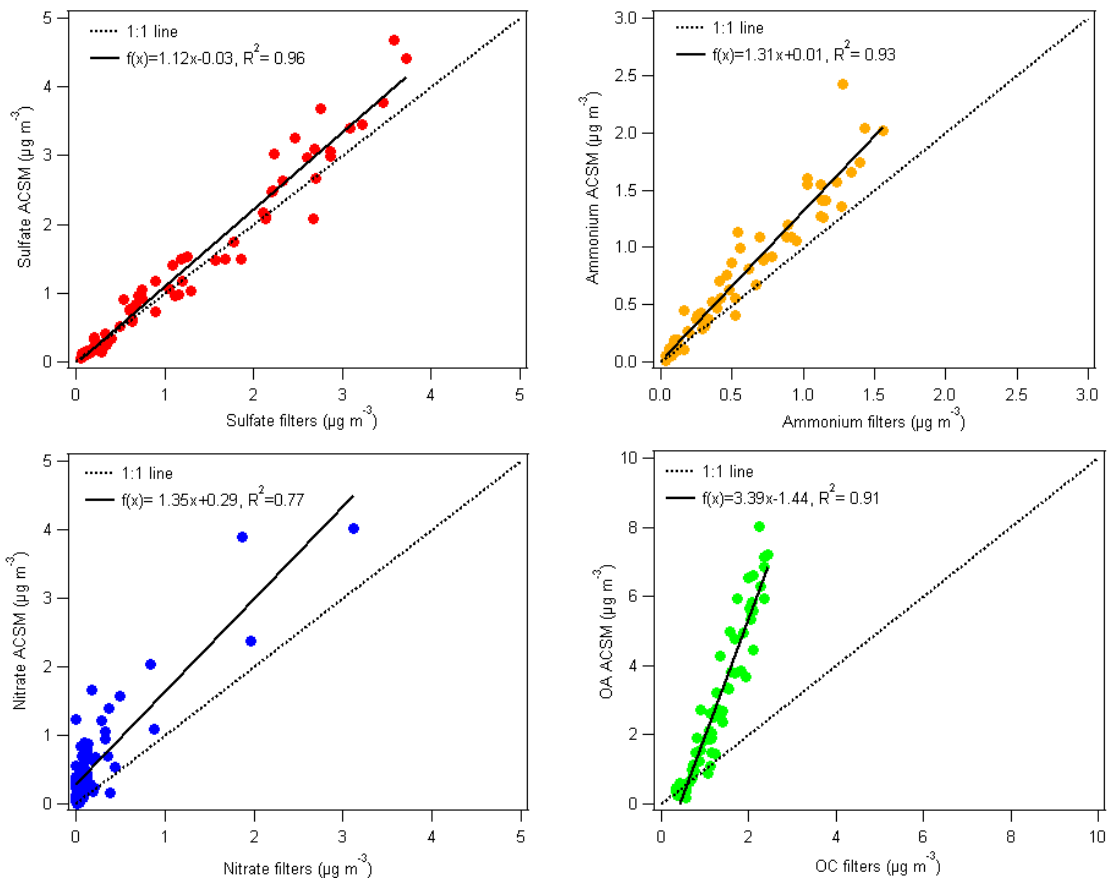 5
4
3
2
1
0
Sulfate ACSM (µg m⁻³)
1:1 line
f(x)=1.12x-0.03, R²= 0.96
0 1 2 3 4 5
Sulfate filters (µg m⁻³)
3.0
2.5
2.0
1.5
1.0
0.5
0.0
Ammonium ACSM (µg m⁻³)
1:1 line
f(x)=1.31x+0.01, R²= 0.93
0.0 0.5 1.0 1.5 2.0 2.5 3.0
Ammonium filters (µg m⁻³)
5
4
3
2
1
0
Nitrate ACSM (µg m⁻³)
1:1 line
f(x)= 1.35x+0.29, R²=0.77
0 1 2 3 4 5
Nitrate filters (µg m⁻³)
10
8
6
4
2
0
OA ACSM (µg m⁻³)
1:1 line
f(x)=3.39x-1.44, R²= 0.91
0 2 4 6 8 10
OC filters (µg m⁻³)